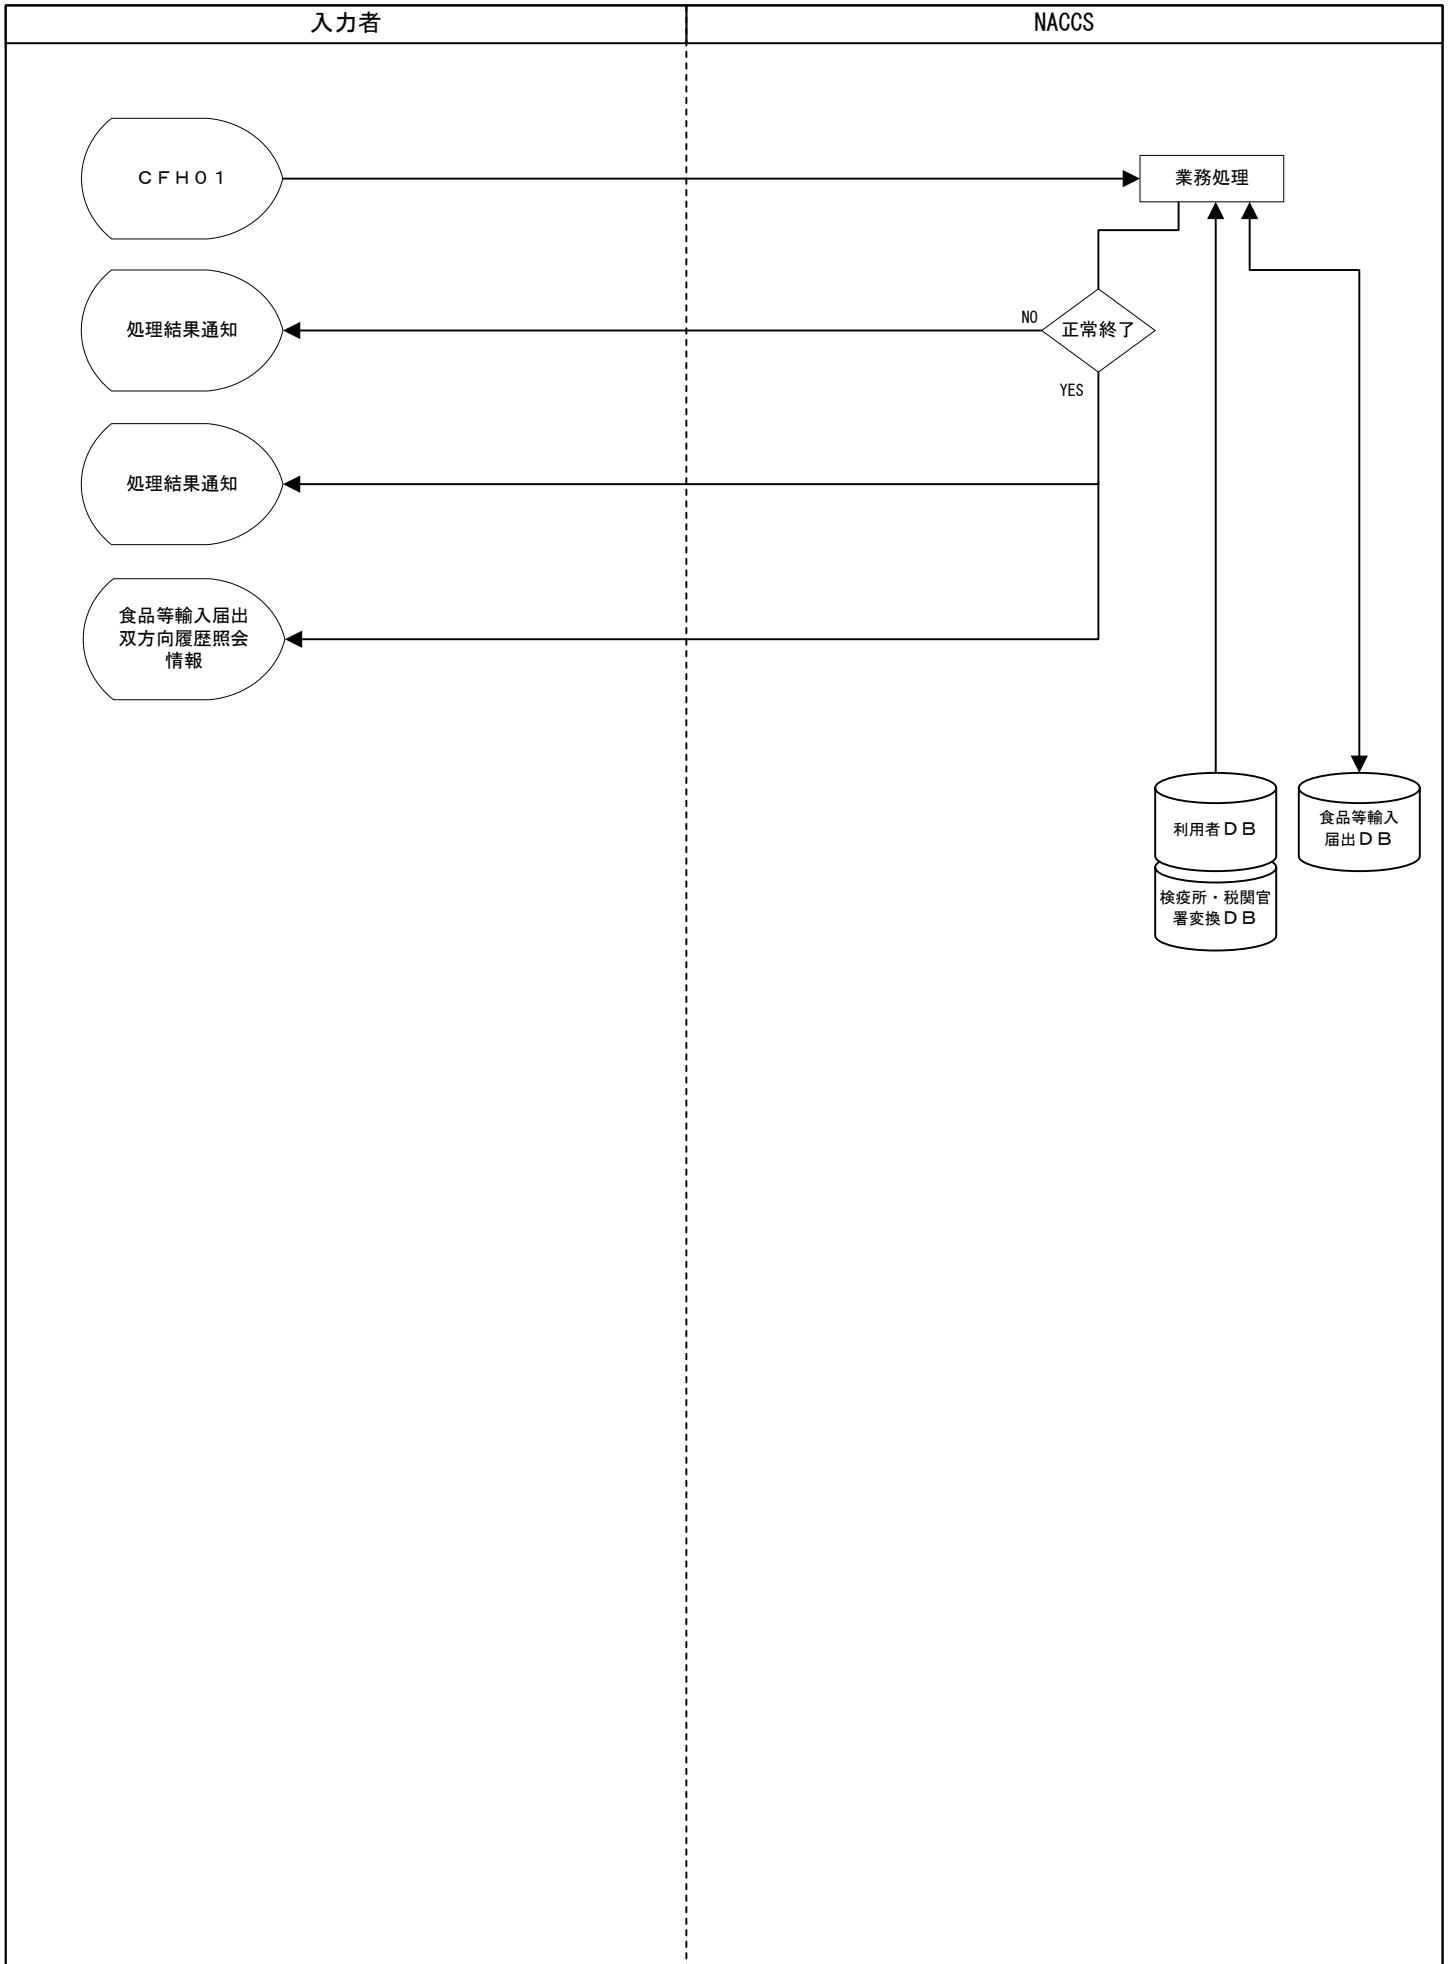 入力者
NACCS
ＣＦＨ０１
業務処理
処理結果通知
NO
正常終了
YES
処理結果通知
食品等輸入届出
双方向履歴照会
情報
利用者ＤＢ
食品等輸入
届出ＤＢ
検疫所・税関官
署変換ＤＢ